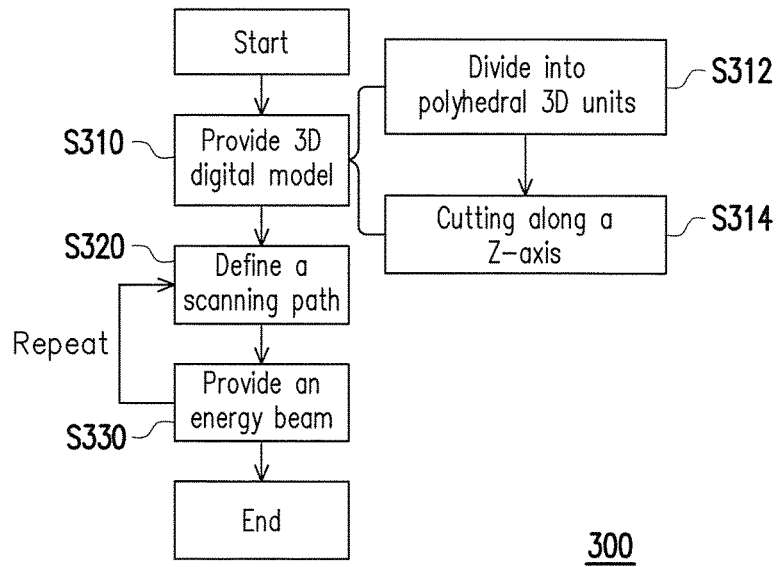 Start
S310
Provide 3D
digital model
Divide into
polyhedral 3D units
S312
Cutting along a
Z-axis
S314
S320
Define a
scanning path
Repeat
Provide an
energy beam
S330
End
300